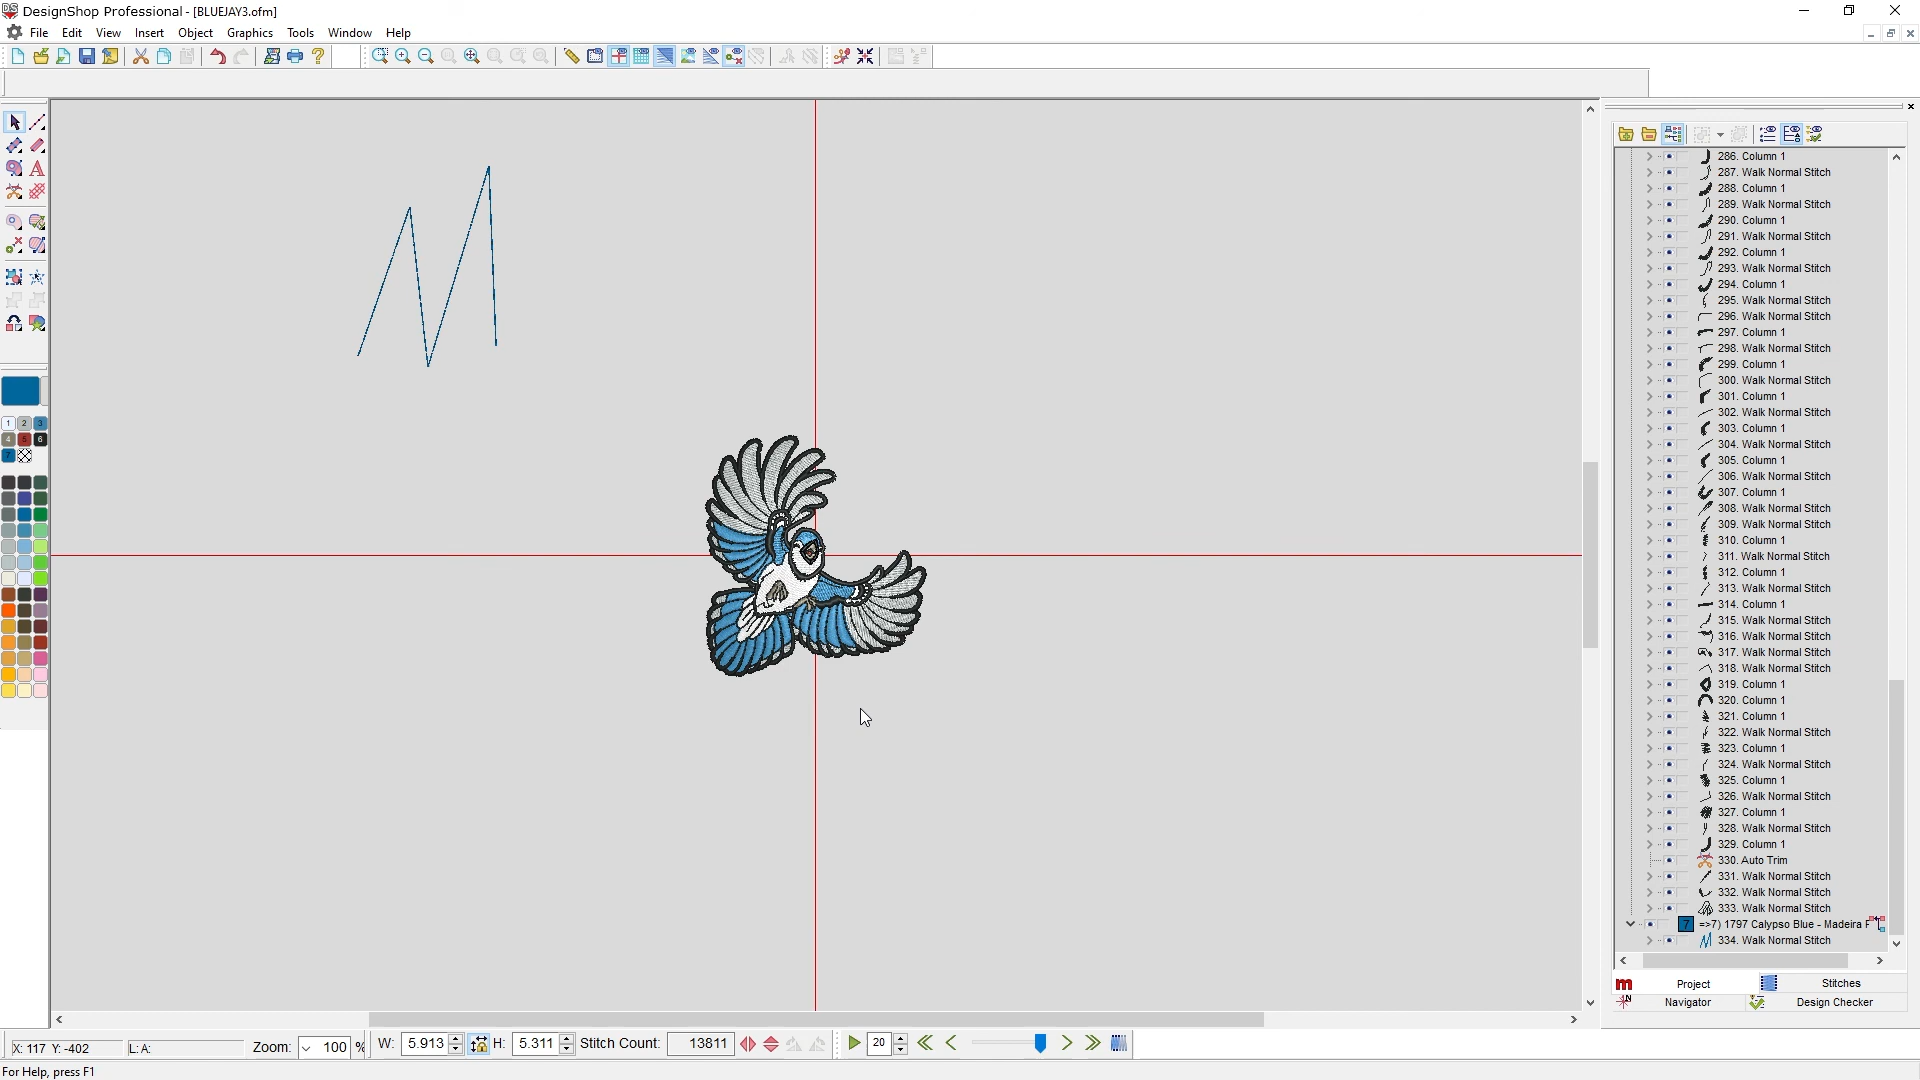 DesignShop Professional - [BLUEJAY3.ofm]
File Edit View Insert Object Graphics Tools Window Help
1 2 3
4 5 6
7
286. Column 1
287. Walk Normal Stitch
288. Column 1
289. Walk Normal Stitch
290. Column 1
291. Walk Normal Stitch
292. Column 1
293. Walk Normal Stitch
294. Column 1
295. Walk Normal Stitch
296. Walk Normal Stitch
297. Column 1
298. Walk Normal Stitch
299. Column 1
300. Walk Normal Stitch
301. Column 1
302. Walk Normal Stitch
303. Column 1
304. Walk Normal Stitch
305. Column 1
306. Walk Normal Stitch
307. Column 1
308. Walk Normal Stitch
309. Walk Normal Stitch
310. Column 1
311. Walk Normal Stitch
312. Column 1
313. Walk Normal Stitch
314. Column 1
315. Walk Normal Stitch
316. Walk Normal Stitch
317. Walk Normal Stitch
318. Walk Normal Stitch
319. Column 1
320. Column 1
321. Column 1
322. Walk Normal Stitch
323. Column 1
324. Walk Normal Stitch
325. Column 1
326. Walk Normal Stitch
327. Column 1
328. Walk Normal Stitch
329. Column 1
330. Auto Trim
331. Walk Normal Stitch
332. Walk Normal Stitch
333. Walk Normal Stitch
7 =>7) 1797 Calypso Blue - Madeira F
334. Walk Normal Stitch
Project Stitches
Navigator Design Checker
X: 117 Y: -402 L: A: Zoom: 100 % W: 5.913 H: 5.311 Stitch Count: 13811 20
For Help, press F1